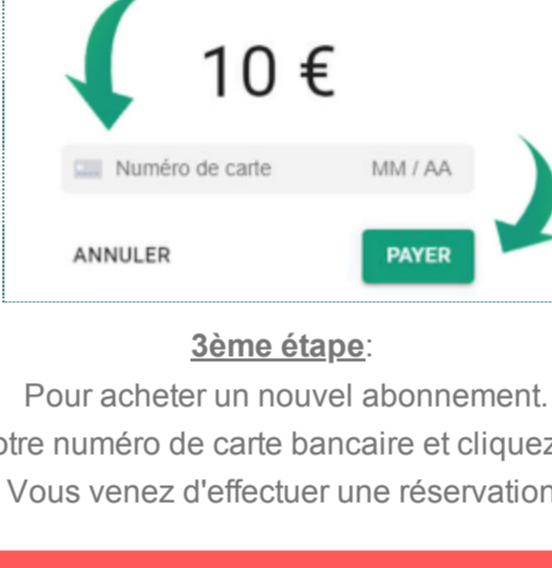 10 €
Numéro de carte MM / AA
ANNULER PAYER
3ème étape:
Pour acheter un nouvel abonnement.
otre numéro de carte bancaire et cliquez
Vous venez d'effectuer une réservation